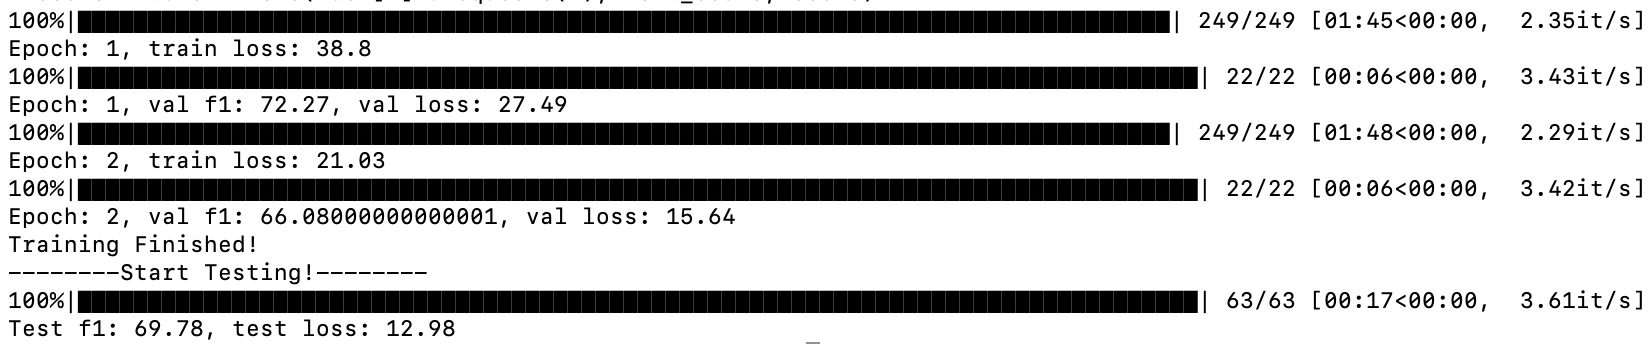 100%| 249/249 [01:45<00:00,  2.35it/s]
Epoch: 1, train loss: 38.8
100%| 22/22 [00:06<00:00,  3.43it/s]
Epoch: 1, val f1: 72.27, val loss: 27.49
100%| 249/249 [01:48<00:00,  2.29it/s]
Epoch: 2, train loss: 21.03
100%| 22/22 [00:06<00:00,  3.42it/s]
Epoch: 2, val f1: 66.08000000000001, val loss: 15.64
Training Finished!
--------Start Testing!--------
100%| 63/63 [00:17<00:00,  3.61it/s]
Test f1: 69.78, test loss: 12.98